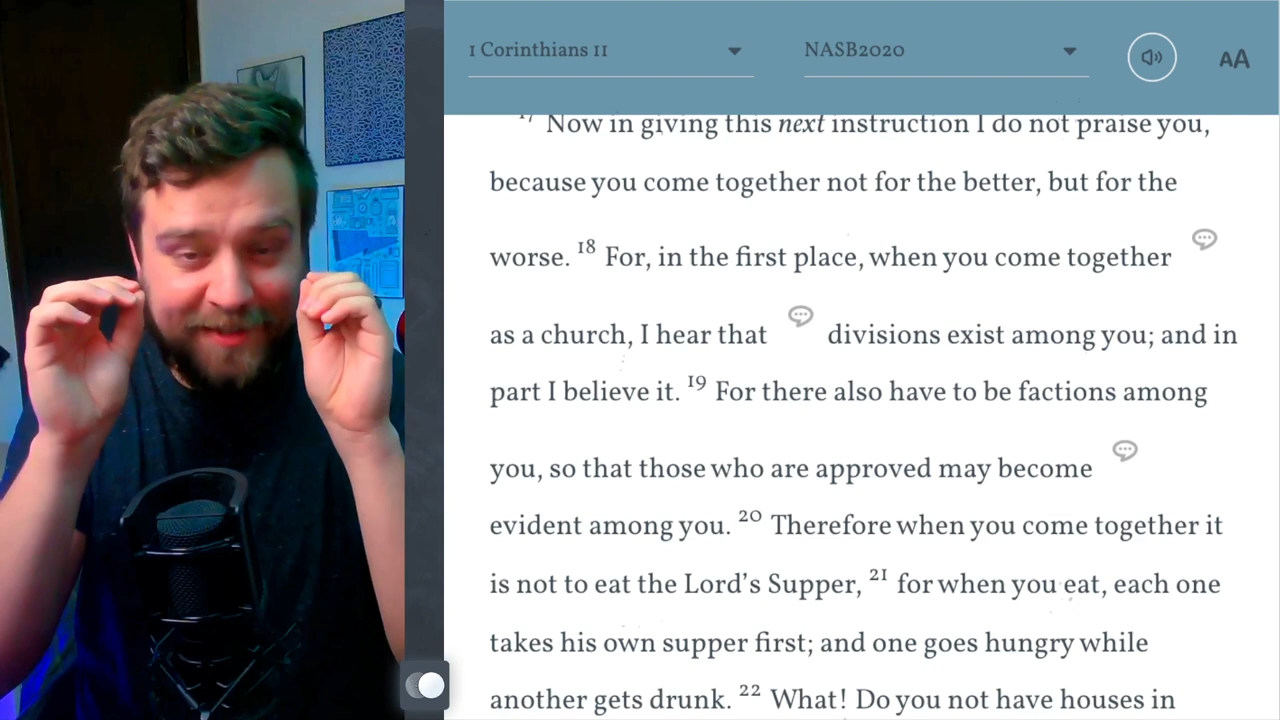 1 Corinthians 11
NASB2020
AA
17 Now in giving this next instruction I do not praise you,
because you come together not for the better, but for the
worse. 18 For, in the first place, when you come together
as a church, I hear that divisions exist among you; and in
part I believe it. 19 For there also have to be factions among
you, so that those who are approved may become
evident among you. 20 Therefore when you come together it
is not to eat the Lord’s Supper, 21 for when you eat, each one
takes his own supper first; and one goes hungry while
another gets drunk. 22 What! Do you not have houses in